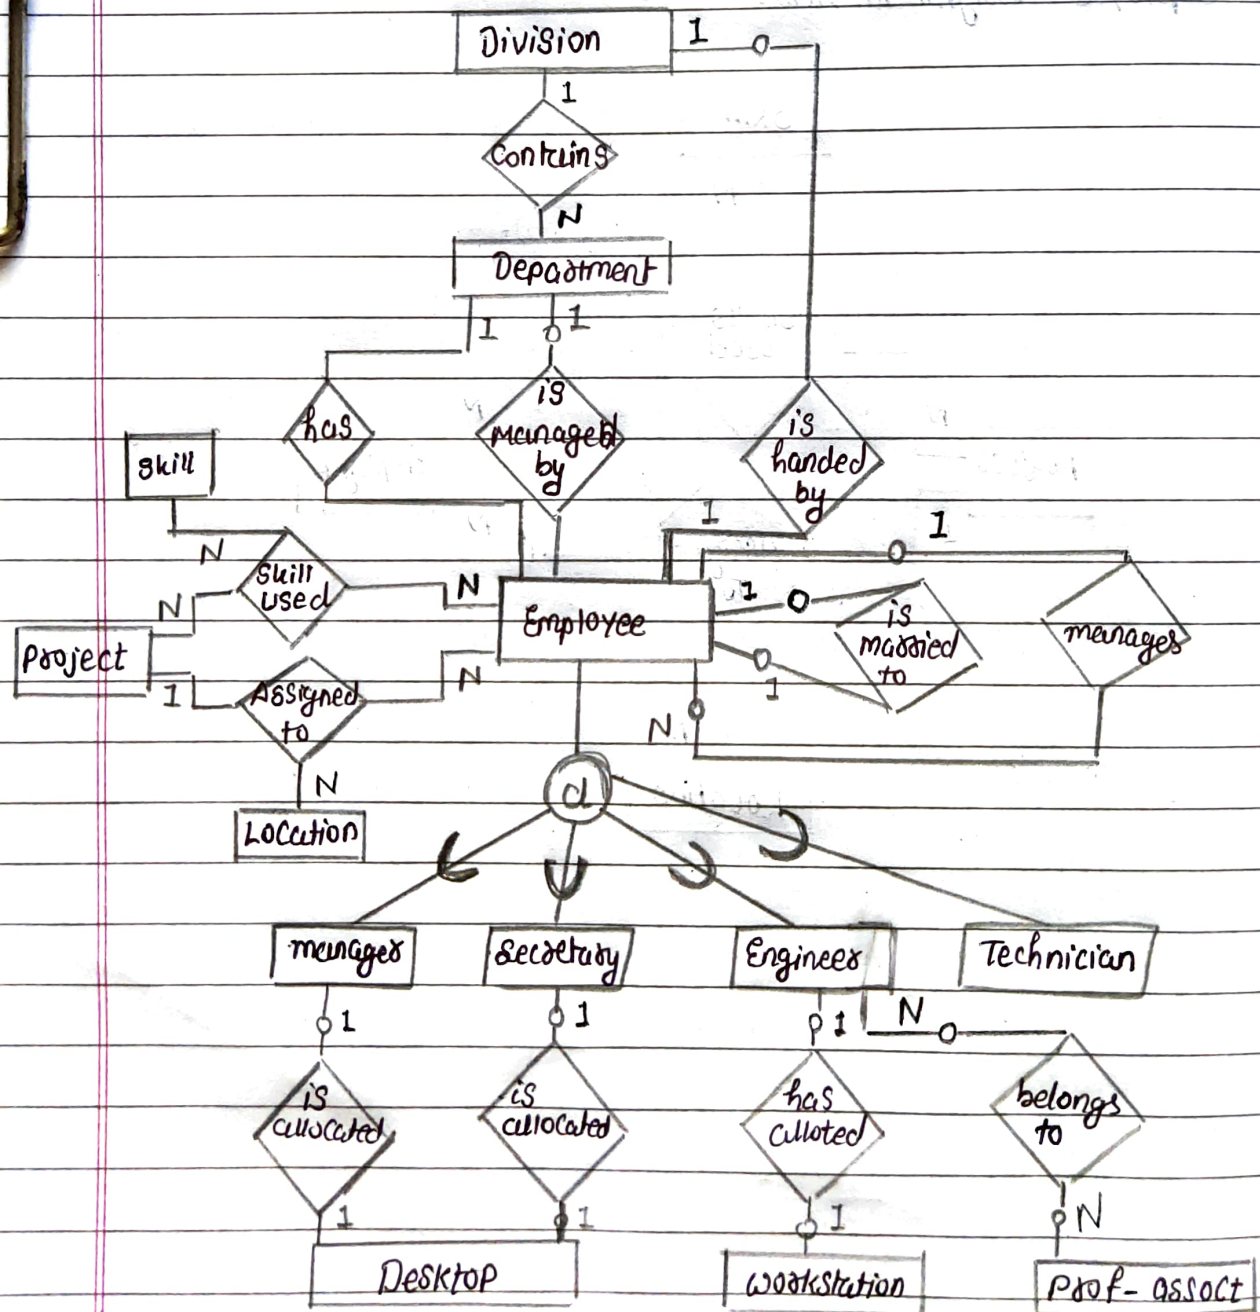 Division
1
1
Contains
N
Department
1
1
has
is
managed
by
is
handed
by
Skill
N
1
1
Skill
used
N
N
Project
1
Assigned
to
N
N
Location
Employee
1
is
married
to
1
manages
N
d
manager
Secretary
Engineer
Technician
1
1
1
N
is
allocated
is
allocated
has
alloted
belongs
to
1
1
1
N
Desktop
Workstation
Prof-assoct